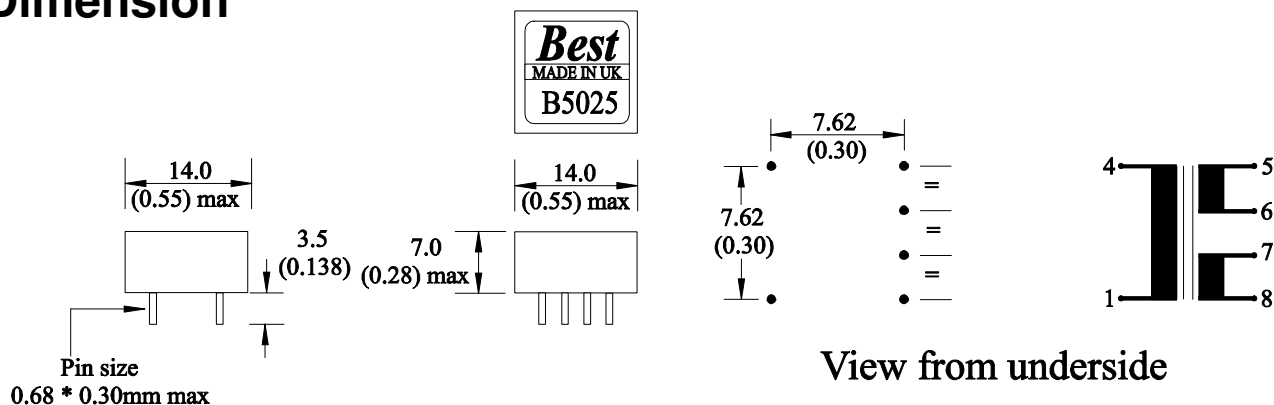 Dimension
Best
MADE IN UK
B5025
14.0
(0.55) max
3.5
(0.138)
Pin size
0.68 * 0.30mm max
14.0
(0.55) max
7.0
(0.28) max
7.62
(0.30)
7.62
(0.30)
=
=
=
4
1
5
6
7
8
View from underside